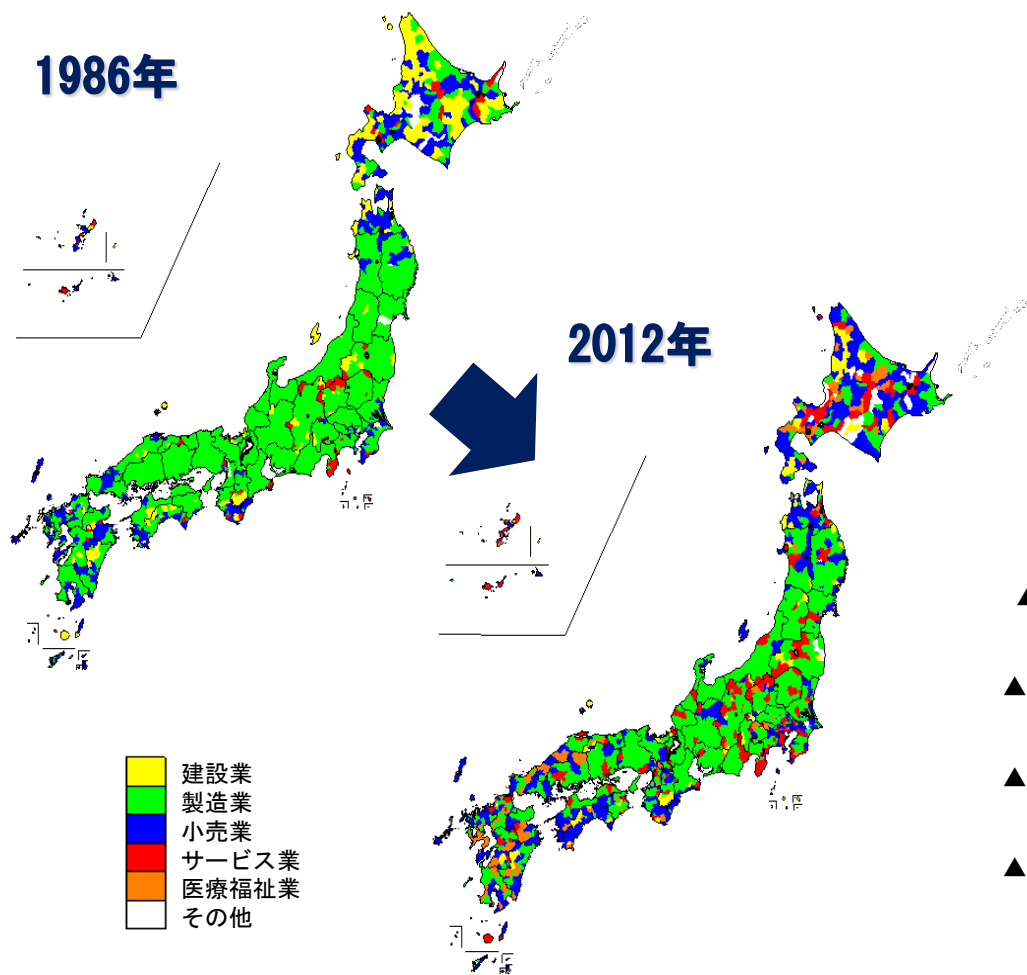 1986年
2012年
建設業
製造業
小売業
サービス業
医療福祉業
その他
▲
▲
▲
▲